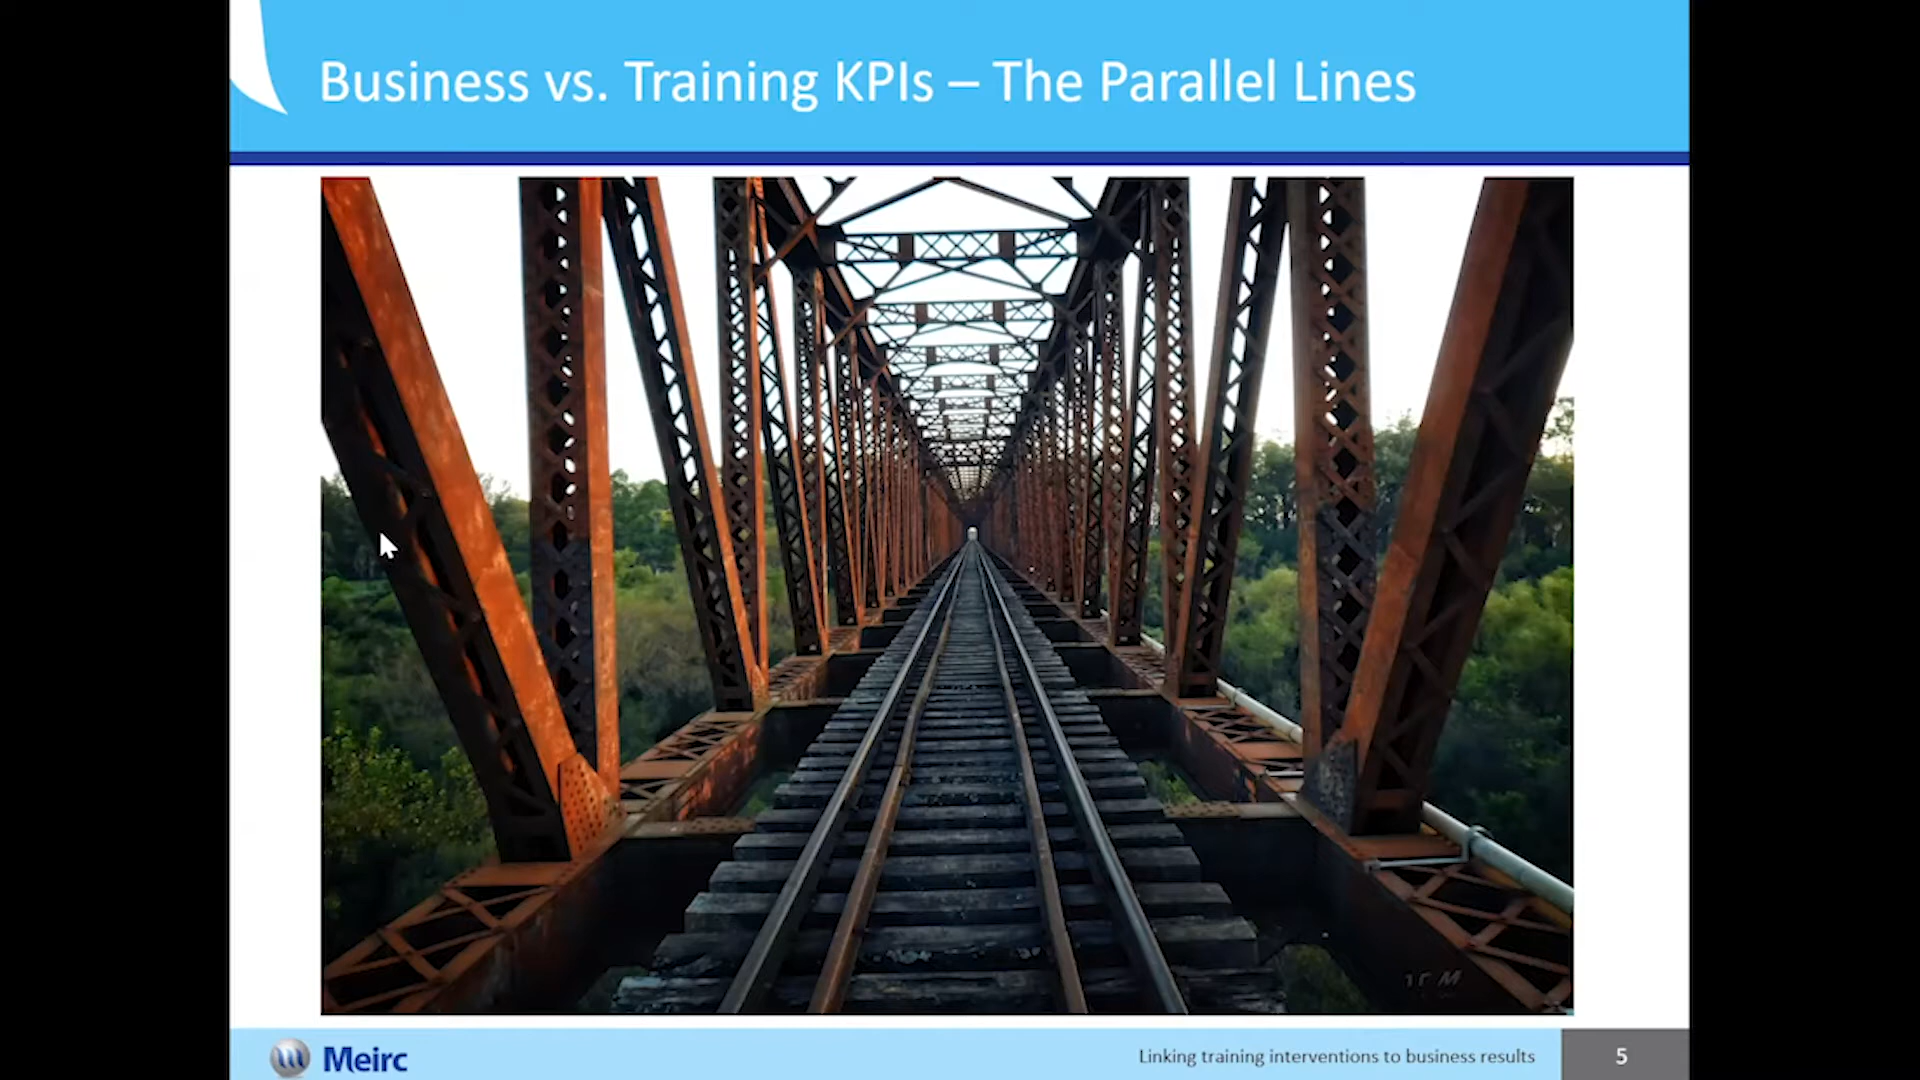 Business vs. Training KPIs – The Parallel Lines
Meirc
Linking training interventions to business results
5